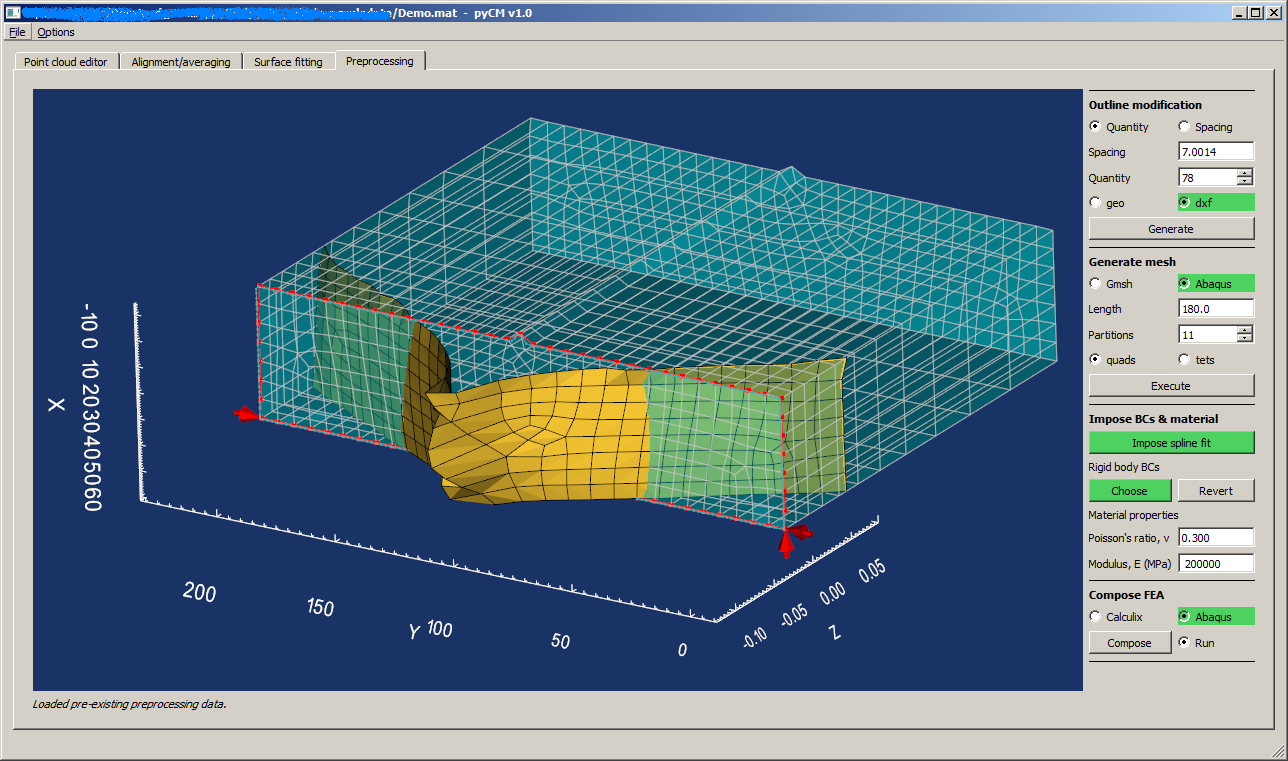 /Demo.mat - pyCM v1.0
File Options
Point cloud editor Alignment/averaging Surface fitting Preprocessing
Outline modification
Quantity Spacing
Spacing 7.0014
Quantity 78
geo dxf
Generate
Generate mesh
Gmsh Abaqus
Length 180.0
Partitions 11
quads tets
Execute
Impose BCs & material
Impose spline fit
Rigid body BCs
Choose Revert
Material properties
Poisson's ratio, ν 0.300
Modulus, E (MPa) 200000
Compose FEA
Calculix Abaqus
Compose Run
X
-10 0 10 20 30 40 50 60
200 150 100 50 0
Y
-0.10 -0.05 0.00 0.05
Z
Loaded pre-existing preprocessing data.